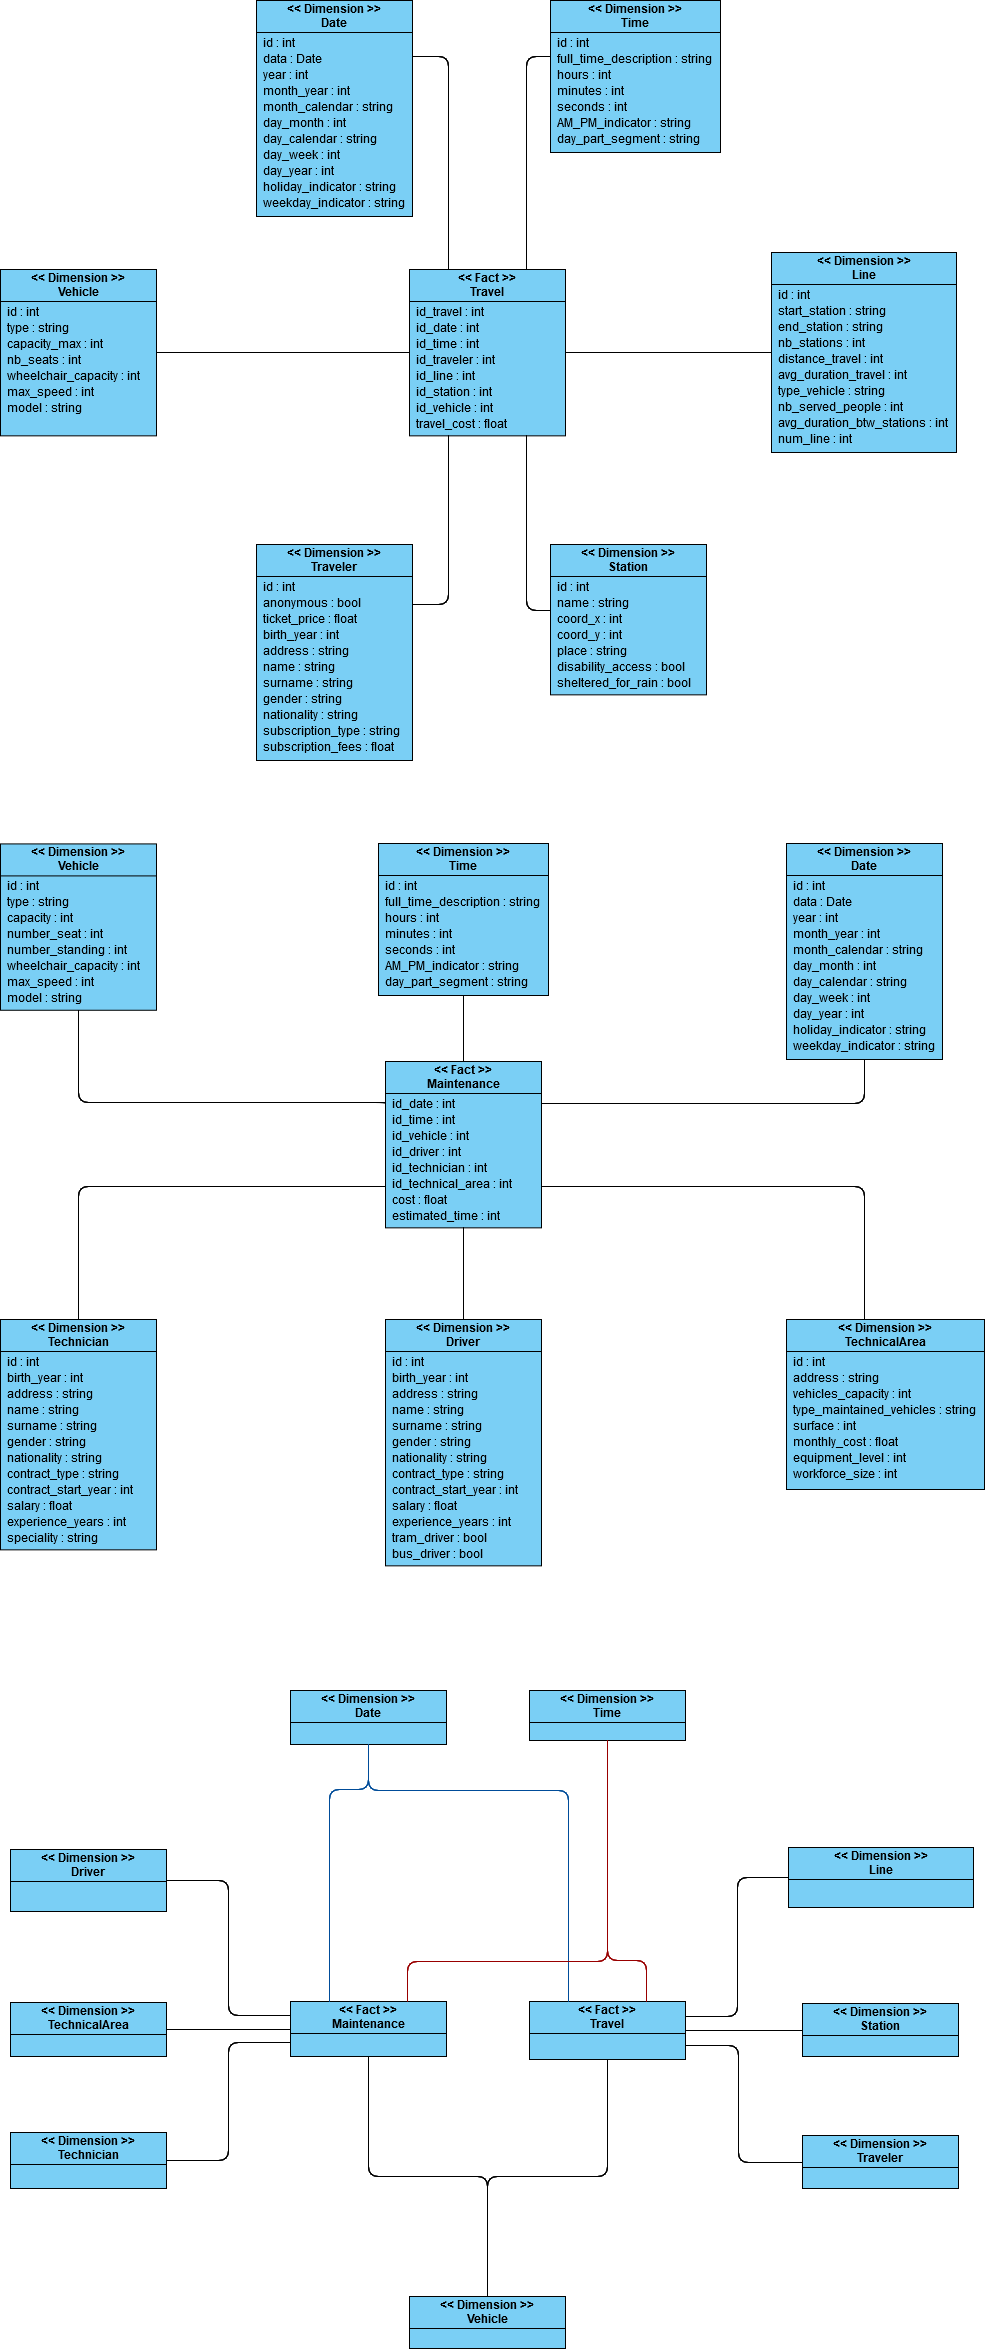 << Dimension >>
Date
id : int
data : Date
year : int
month_year : int
month_calendar : string
day_month : int
day_calendar : string
day_week : int
day_year : int
holiday_indicator : string
weekday_indicator : string
<< Dimension >>
Time
id : int
full_time_description : string
hours : int
minutes : int
seconds : int
AM_PM_indicator : string
day_part_segment : string
<< Dimension >>
Vehicle
id : int
type : string
capacity_max : int
nb_seats : int
wheelchair_capacity : int
max_speed : int
model : string
<< Fact >>
Travel
id_travel : int
id_date : int
id_time : int
id_traveler : int
id_line : int
id_station : int
id_vehicle : int
travel_cost : float
<< Dimension >>
Line
id : int
start_station : string
end_station : string
nb_stations : int
distance_travel : int
avg_duration_travel : int
type_vehicle : string
nb_served_people : int
avg_duration_btw_stations : int
num_line : int
<< Dimension >>
Traveler
id : int
anonymous : bool
ticket_price : float
birth_year : int
address : string
name : string
surname : string
gender : string
nationality : string
subscription_type : string
subscription_fees : float
<< Dimension >>
Station
id : int
name : string
coord_x : int
coord_y : int
place : string
disability_access : bool
sheltered_for_rain : bool
<< Dimension >>
Vehicle
id : int
type : string
capacity : int
number_seat : int
number_standing : int
wheelchair_capacity : int
max_speed : int
model : string
<< Dimension >>
Time
id : int
full_time_description : string
hours : int
minutes : int
seconds : int
AM_PM_indicator : string
day_part_segment : string
<< Dimension >>
Date
id : int
data : Date
year : int
month_year : int
month_calendar : string
day_month : int
day_calendar : string
day_week : int
day_year : int
holiday_indicator : string
weekday_indicator : string
<< Fact >>
Maintenance
id_date : int
id_time : int
id_vehicle : int
id_driver : int
id_technician : int
id_technical_area : int
cost : float
estimated_time : int
<< Dimension >>
Technician
id : int
birth_year : int
address : string
name : string
surname : string
gender : string
nationality : string
contract_type : string
contract_start_year : int
salary : float
experience_years : int
speciality : string
<< Dimension >>
Driver
id : int
birth_year : int
address : string
name : string
surname : string
gender : string
nationality : string
contract_type : string
contract_start_year : int
salary : float
experience_years : int
tram_driver : bool
bus_driver : bool
<< Dimension >>
TechnicalArea
id : int
address : string
vehicles_capacity : int
type_maintained_vehicles : string
surface : int
monthly_cost : float
equipment_level : int
workforce_size : int
<< Dimension >>
Date
<< Dimension >>
Time
<< Dimension >>
Driver
<< Dimension >>
Line
<< Dimension >>
TechnicalArea
<< Fact >>
Maintenance
<< Fact >>
Travel
<< Dimension >>
Station
<< Dimension >>
Technician
<< Dimension >>
Traveler
<< Dimension >>
Vehicle